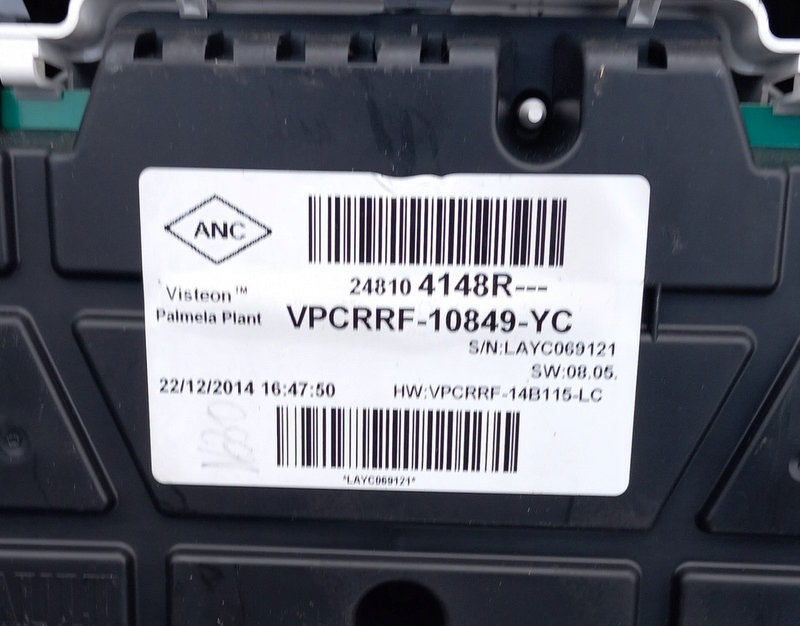 ANC
24810 4148R---
Visteon™
Palmela Plant
VPCRRF-10849-YC
S/N:LAYC069121
SW:08.05.
22/12/2014 16:47:50
HW:VPCRRF-14B115-LC
*LAYC069121*